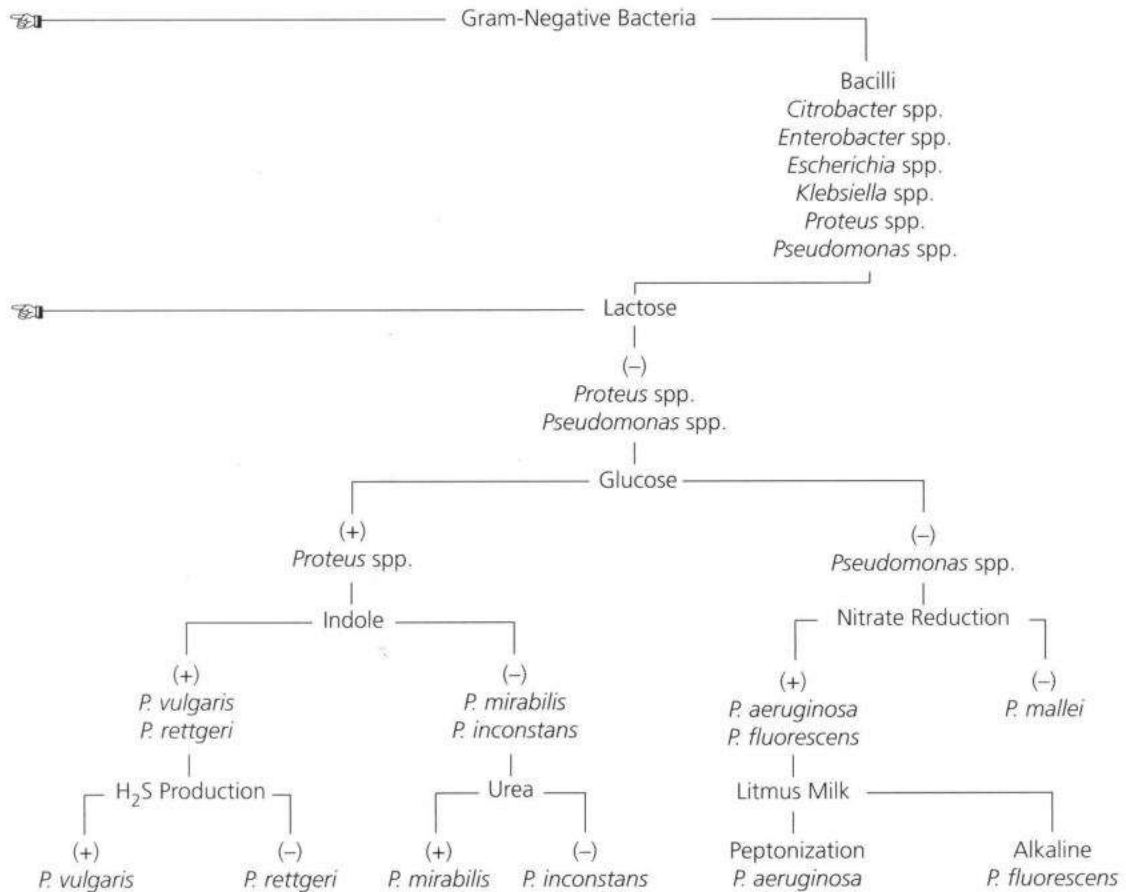 Gram-Negative Bacteria
Bacilli
Citrobacter spp.
Enterobacter spp.
Escherichia spp.
Klebsiella spp.
Proteus spp.
Pseudomonas spp.
Lactose
(–)
Proteus spp.
Pseudomonas spp.
Glucose
(+)
Proteus spp.
(–)
Pseudomonas spp.
Indole
Nitrate Reduction
(+)
P. vulgaris
P. rettgeri
(–)
P. mirabilis
P. inconstans
(+)
P. aeruginosa
P. fluorescens
(–)
P. mallei
H₂S Production
Urea
Litmus Milk
(+)
P. vulgaris
(–)
P. rettgeri
(+)
P. mirabilis
(–)
P. inconstans
Peptonization
P. aeruginosa
Alkaline
P. fluorescens